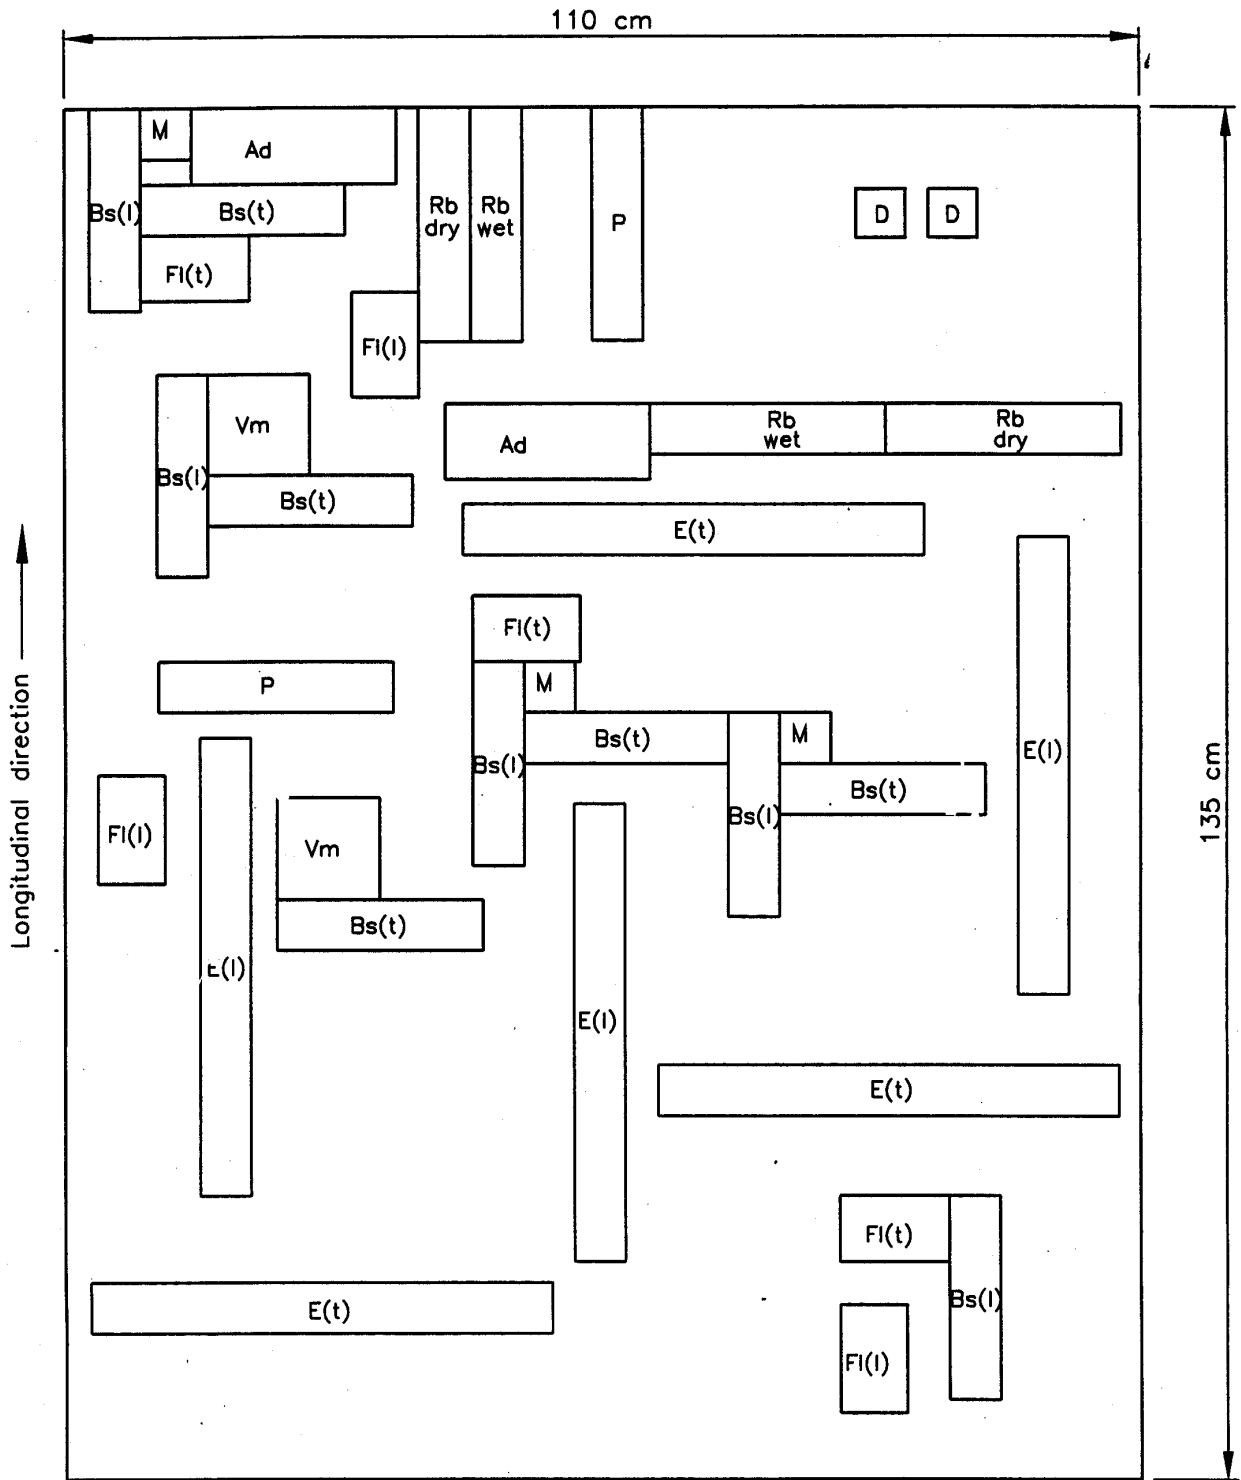 110 cm
M
Ad
Bs(l)
Bs(t)
Rb
dry
Rb
wet
P
D
D
Fl(t)
Fl(l)
Vm
Ad
Rb
wet
Rb
dry
Bs(l)
Bs(t)
E(t)
Fl(t)
P
M
Bs(t)
M
E(l)
Bs(l)
Bs(t)
Bs(l)
Longitudinal direction
135 cm
Fl(l)
Vm
Bs(t)
E(l)
E(l)
E(t)
Fl(t)
Bs(l)
E(t)
Fl(l)